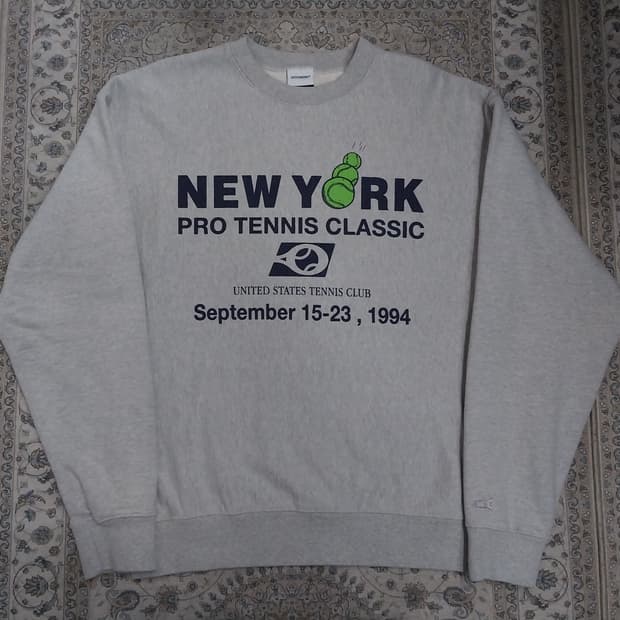 NEW YORK
PRO TENNIS CLASSIC
UNITED STATES TENNIS CLUB
September 15-23 , 1994